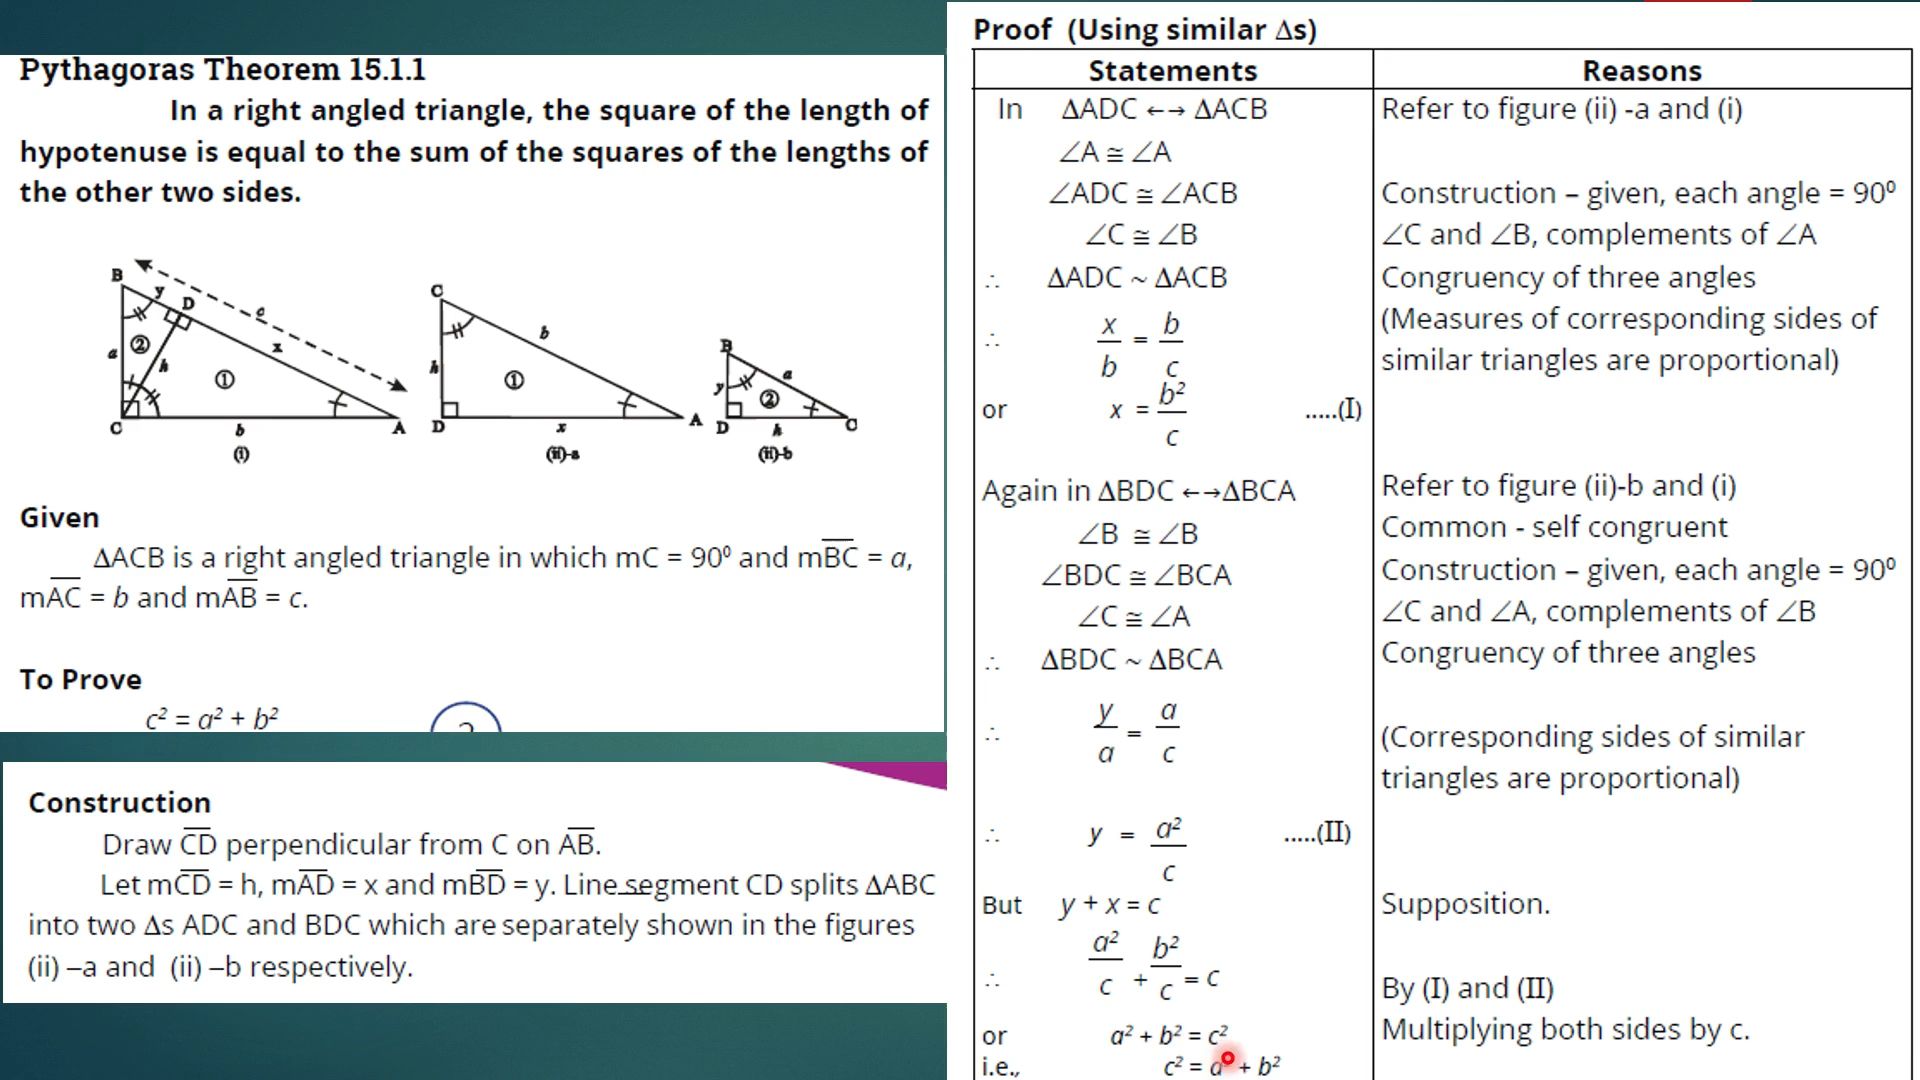 Pythagoras Theorem 15.1.1
In a right angled triangle, the square of the length of
hypotenuse is equal to the sum of the squares of the lengths of
the other two sides.
B y D c
a ② h x ①
C b A
(i)
C b
h ①
D x A
(ii)-a
B a
y ②
D h C
(ii)-b
Given
ΔACB is a right angled triangle in which mC = 90⁰ and mB̅C̅ = a,
mA̅C̅ = b and mA̅B̅ = c.
To Prove
c² = a² + b²
Construction
Draw C̅D̅ perpendicular from C on A̅B̅.
Let mC̅D̅ = h, mA̅D̅ = x and mB̅D̅ = y. Line segment CD splits ΔABC
into two Δs ADC and BDC which are separately shown in the figures
(ii) –a and (ii) –b respectively.
Proof (Using similar Δs)
Statements Reasons
In ΔADC ←→ ΔACB Refer to figure (ii) -a and (i)
∠A ≅ ∠A
∠ADC ≅ ∠ACB Construction – given, each angle = 90⁰
∠C ≅ ∠B ∠C and ∠B, complements of ∠A
∴ ΔADC ~ ΔACB Congruency of three angles
∴ x/b = b/c (Measures of corresponding sides of
similar triangles are proportional)
or x = b²/c .....(I)
Again in ΔBDC ←→ΔBCA Refer to figure (ii)-b and (i)
∠B ≅ ∠B Common - self congruent
∠BDC ≅ ∠BCA Construction – given, each angle = 90⁰
∠C ≅ ∠A ∠C and ∠A, complements of ∠B
∴ ΔBDC ~ ΔBCA Congruency of three angles
∴ y/a = a/c (Corresponding sides of similar
triangles are proportional)
∴ y = a²/c .....(II)
But y + x = c Supposition.
∴ a²/c + b²/c = c By (I) and (II)
or a² + b² = c² Multiplying both sides by c.
i.e., c² = a² + b²